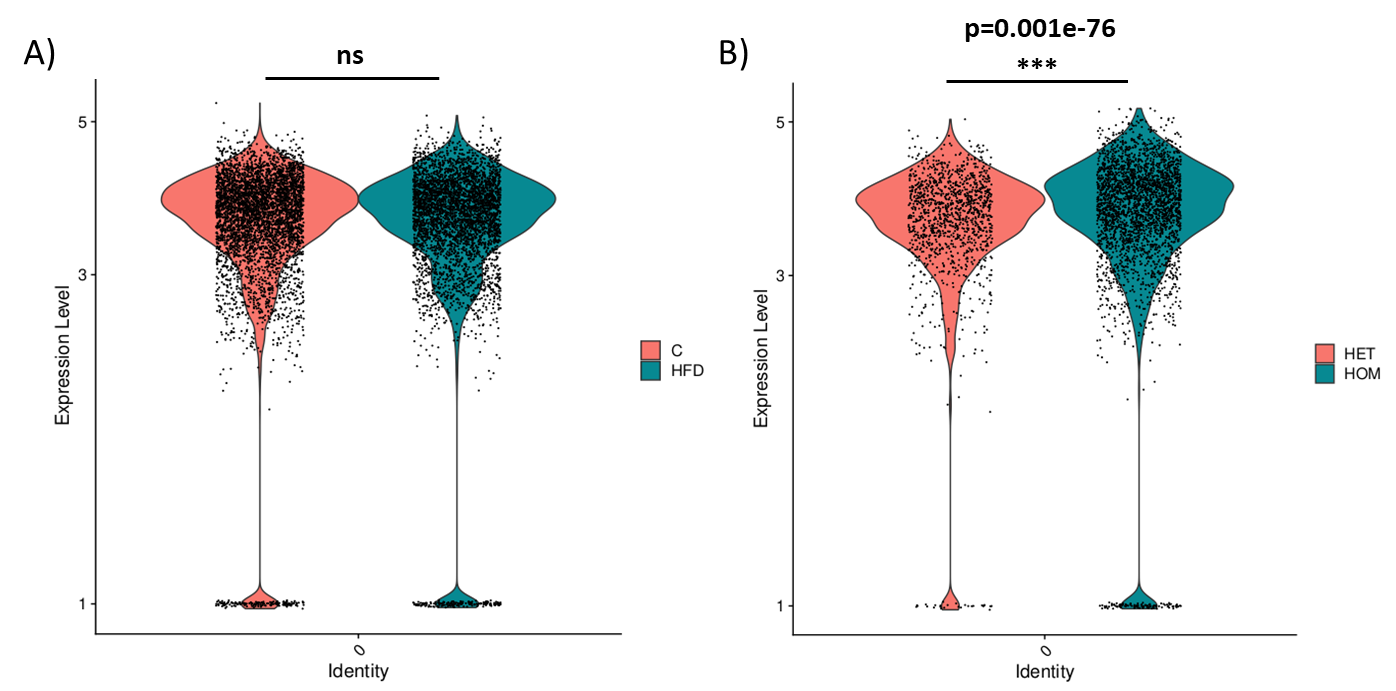 A)
ns
5
3
1
Expression Level
0
Identity
C
HFD
B)
p=0.001e-76
***
5
3
1
Expression Level
0
Identity
HET
HOM